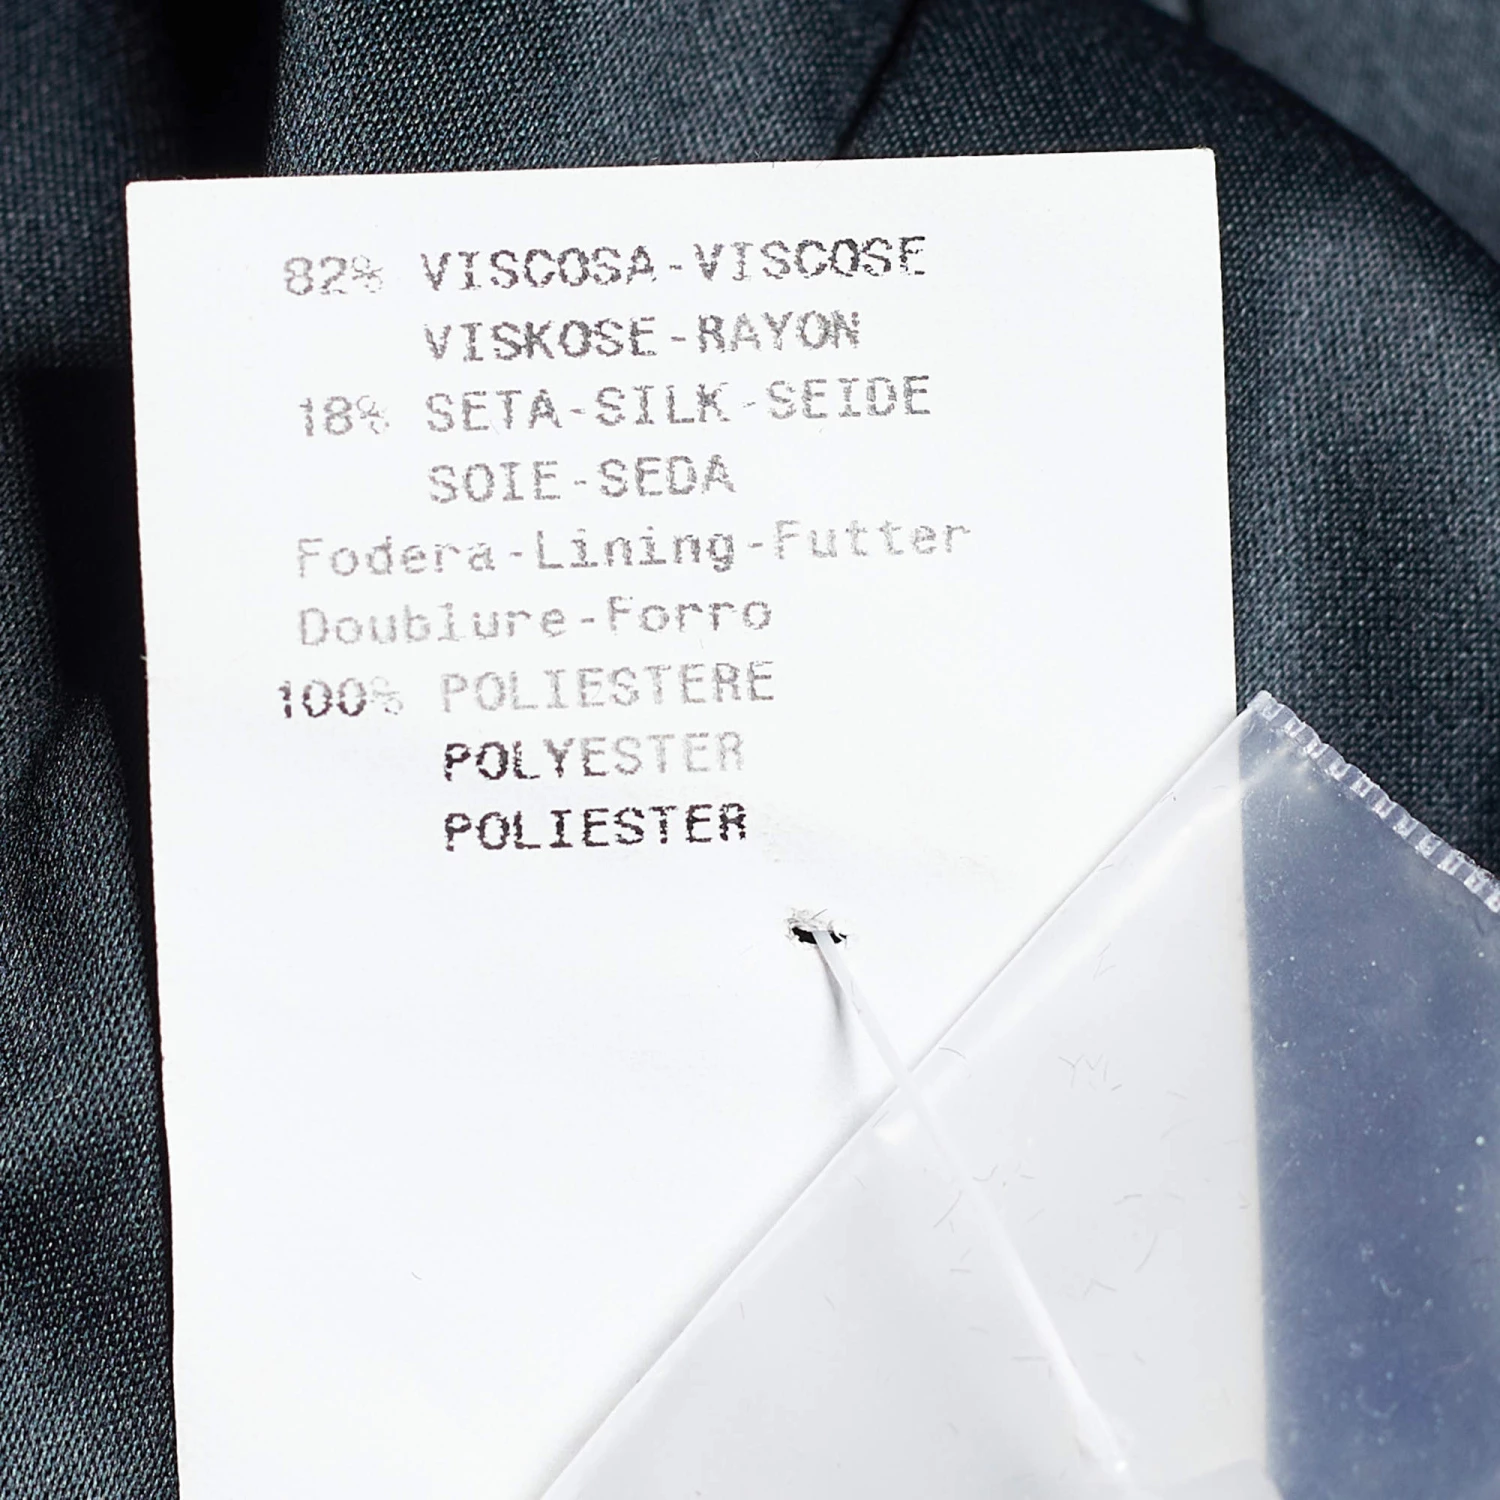 82% VISCOSA-VISCOSE
VISKOSE-RAYON
18% SETA-SILK-SEIDE
SOIE-SEDA
Fodera-Lining-Futter
Doublure-Forro
100% POLIESTERE
POLYESTER
POLIESTER